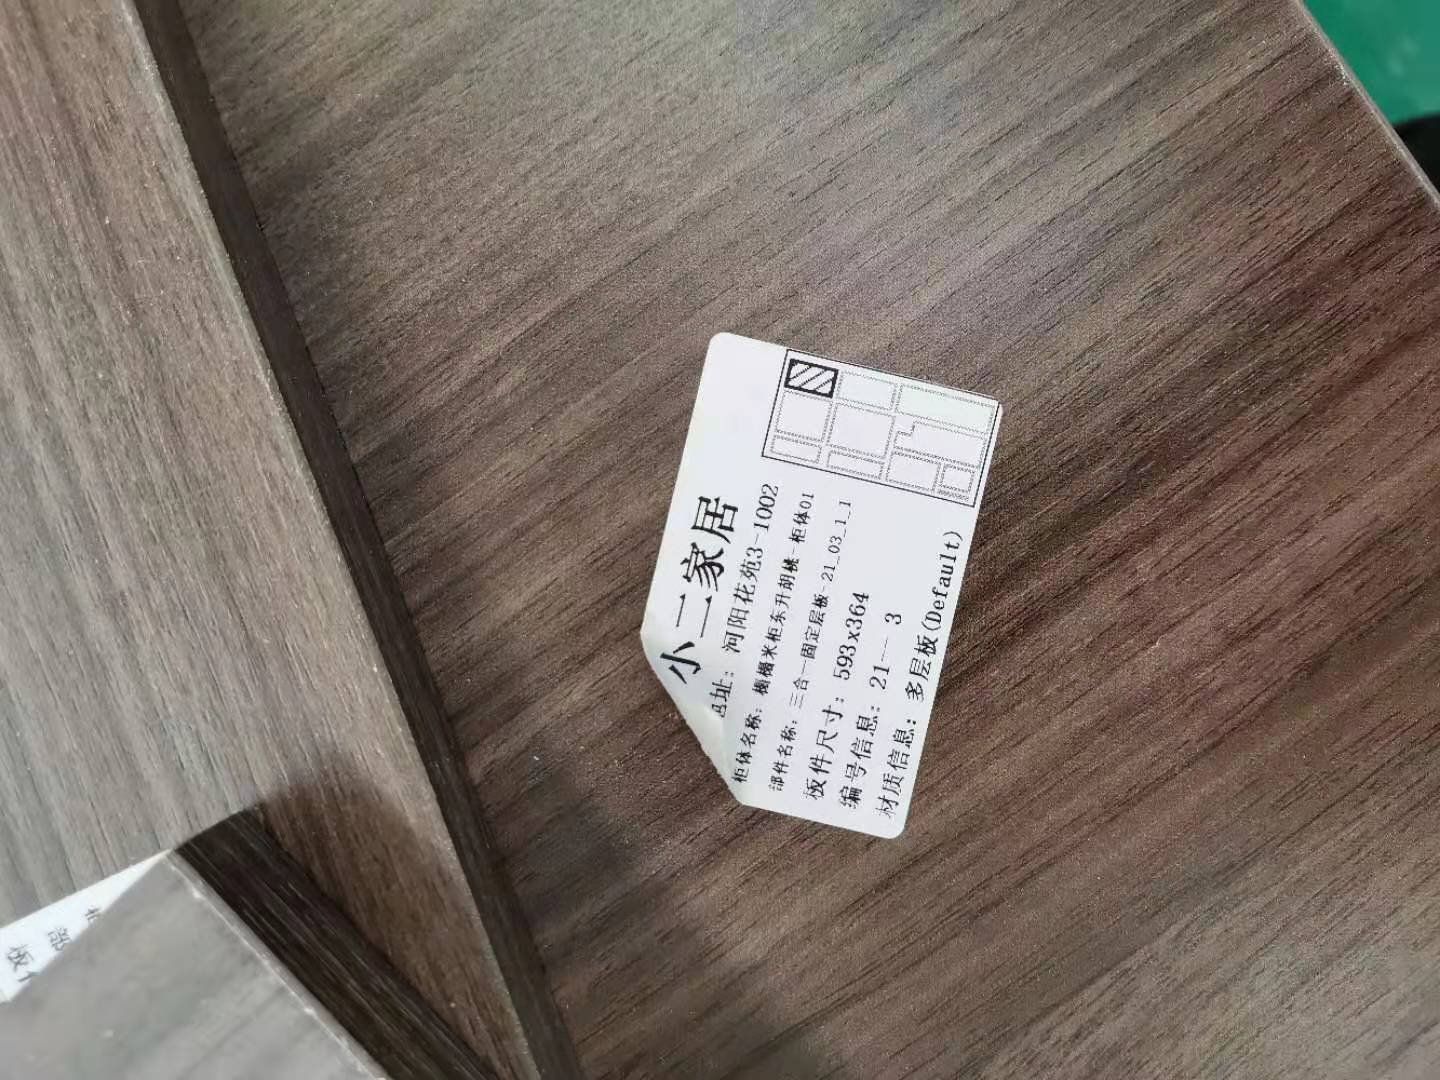 小二家居
地址: 河阳花苑3-1002
柜体名称: 榻榻米柜东升胡桃-柜体01
部件名称: 三合一固定层板-21_03_1_1
板件尺寸: 593x364
编号信息: 21— 3
材质信息: 多层板(Default)
部
板件